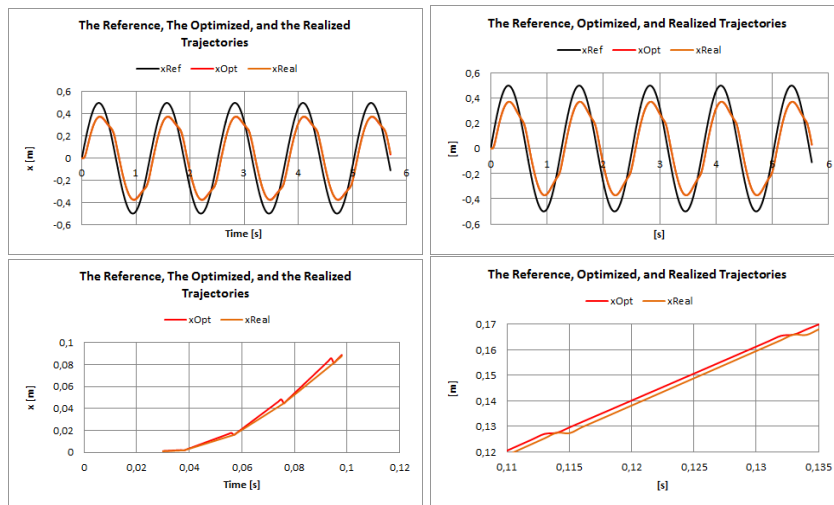 The Reference, The Optimized, and the Realized
Trajectories
xRef xOpt xReal
0,6
0,4
0,2
0
-0,2
-0,4
-0,6
0 1 2 3 4 5 6
x [m]
Time [s]
The Reference, Optimized, and Realized Trajectories
xRef xOpt xReal
0,6
0,4
0,2
0
-0,2
-0,4
-0,6
0 1 2 3 4 5 6
[m]
[s]
The Reference, The Optimized, and the Realized
Trajectories
xOpt xReal
0,1
0,08
0,06
0,04
0,02
0
0 0,02 0,04 0,06 0,08 0,1 0,12
x [m]
Time [s]
The Reference, Optimized, and Realized Trajectories
xOpt xReal
0,17
0,16
0,15
0,14
0,13
0,12
0,11 0,115 0,12 0,125 0,13 0,135
[m]
[s]